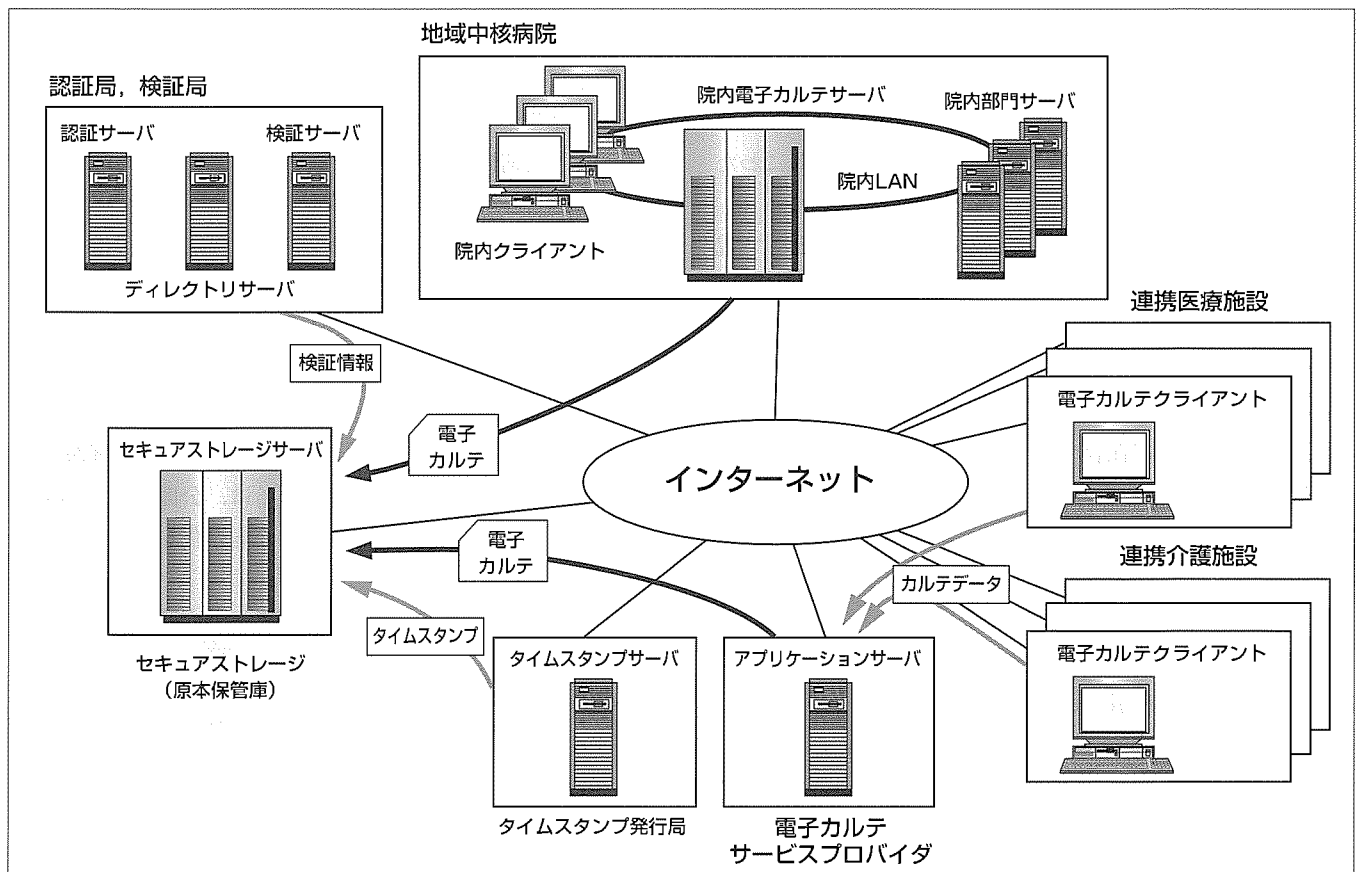 地域中核病院
認証局，検証局
認証サーバ
検証サーバ
ディレクトリサーバ
院内電子カルテサーバ
院内部門サーバ
院内LAN
院内クライアント
連携医療施設
検証情報
電子カルテクライアント
電子
カルテ
セキュアストレージサーバ
インターネット
電子
カルテ
連携介護施設
カルテデータ
タイムスタンプ
セキュアストレージ
（原本保管庫）
タイムスタンプサーバ
アプリケーションサーバ
電子カルテクライアント
タイムスタンプ発行局
電子カルテ
サービスプロバイダ